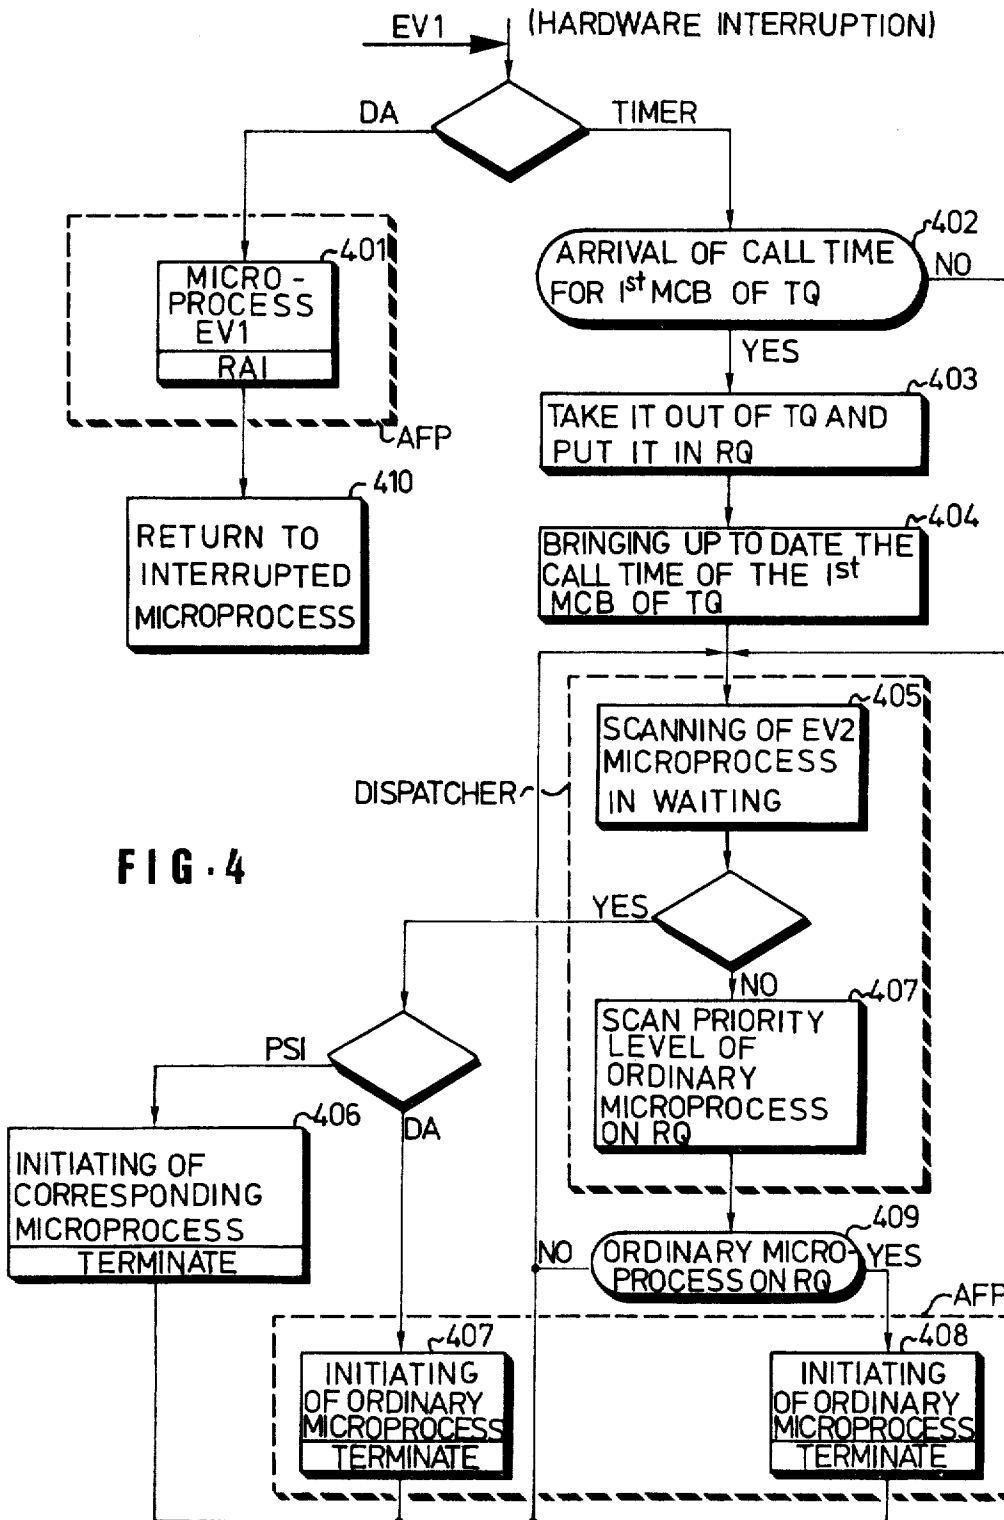 EV1
(HARDWARE INTERRUPTION)
DA
TIMER
401
MICRO-
PROCESS
EV1
RAI
AFP
402
ARRIVAL OF CALL TIME
FOR 1st MCB OF TQ
NO
YES
403
TAKE IT OUT OF TQ AND
PUT IT IN RQ
410
RETURN TO
INTERRUPTED
MICROPROCESS
404
BRINGING UP TO DATE THE
CALL TIME OF THE 1st
MCB OF TQ
405
SCANNING OF EV2
MICROPROCESS
IN WAITING
DISPATCHER
FIG. 4
YES
NO
407
SCAN PRIORITY
LEVEL OF
ORDINARY
MICROPROCESS
ON RQ
PSI
DA
406
INITIATING OF
CORRESPONDING
MICROPROCESS
TERMINATE
409
NO
ORDINARY MICRO-
PROCESS ON RQ
YES
AFP
407
INITIATING
OF ORDINARY
MICROPROCESS
TERMINATE
408
INITIATING
OF ORDINARY
MICROPROCESS
TERMINATE